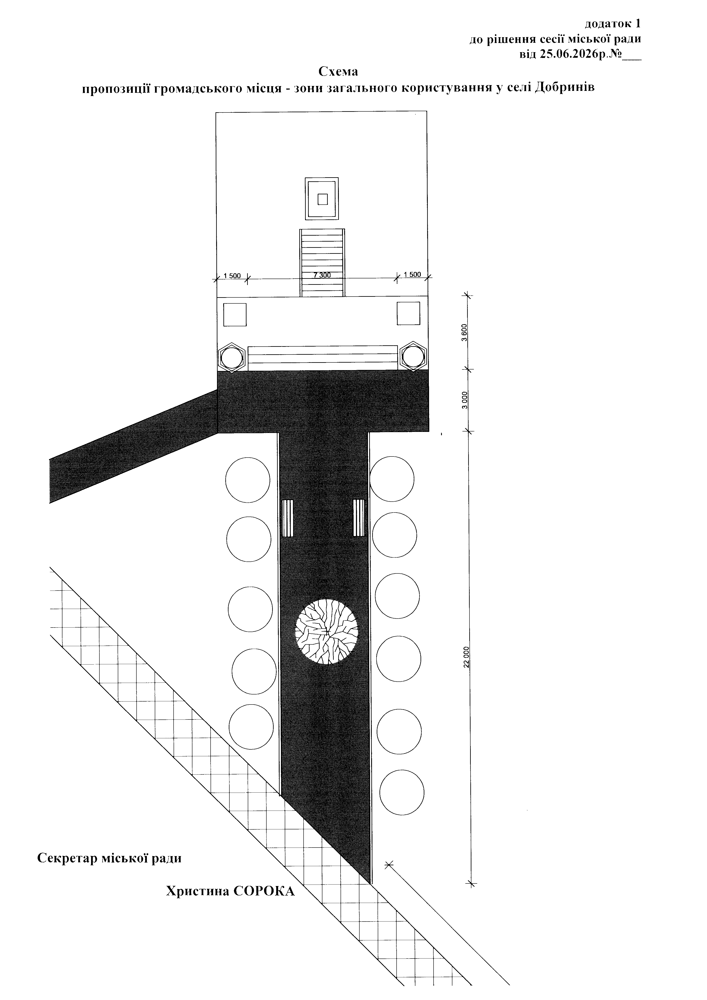 додаток 1
до рішення сесії міської ради
від 25.06.2026р.№___
Схема
пропозиції громадського місця - зони загального користування у селі Добринів
1 500
7 300
1 500
3 600
3 000
22 000
Секретар міської ради
Христина СОРОКА